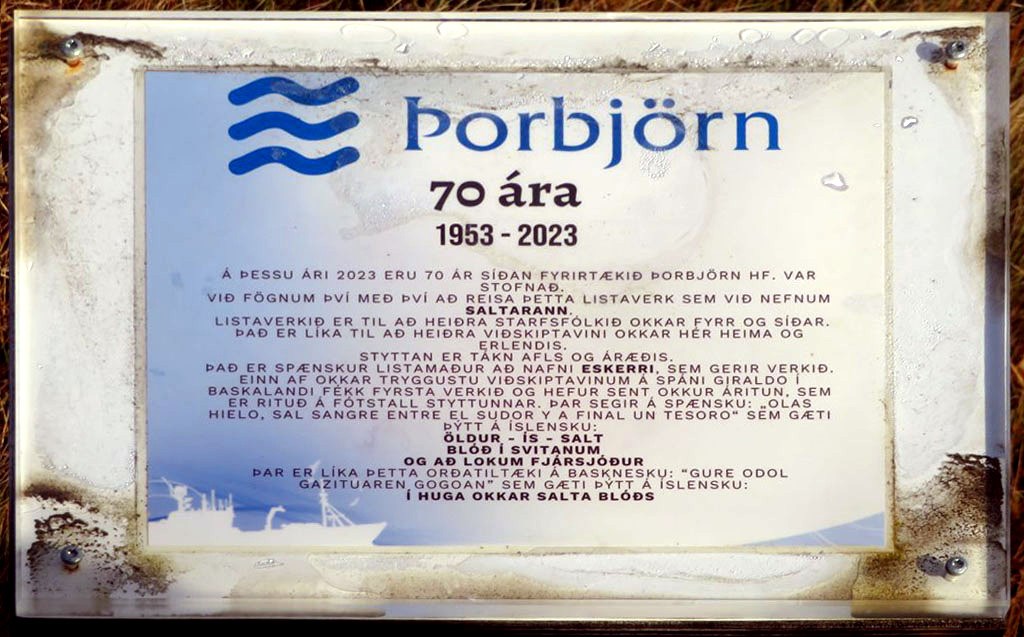 Þorbjörn
70 ára
1953 - 2023
Á ÞESSU ÁRI 2023 ERU 70 ÁR SÍÐAN FYRIRTÆKIÐ ÞORBJÖRN HF. VAR
STOFNAÐ.
VIÐ FÖGNUM ÞVÍ MEÐ ÞVÍ AÐ REISA ÞETTA LISTAVERK SEM VIÐ NEFNUM
SALTARANN.
LISTAVERKIÐ ER TIL AÐ HEIÐRA STARFSFÓLKIÐ OKKAR FYRR OG SÍÐAR.
ÞAÐ ER LÍKA TIL AÐ HEIÐRA VIÐSKIPTAVINI OKKAR HÉR HEIMA OG
ERLENDIS.
STYTTAN ER TÁKN AFLS OG ÁRÆÐIS.
ÞAÐ ER SPÆNSKUR LISTAMAÐUR AÐ NAFNI ESKERRI, SEM GERIR VERKIÐ.
EINN AF OKKAR TRYGGUSTU VIÐSKIPTAVINUM Á SPÁNI GIRALDO Í
BASKALANDI FÉKK FYRSTA VERKIÐ OG HEFUR SENT OKKUR ÁRITUN, SEM
ER RITUÐ Á FÓTSTALL STYTTUNNAR. ÞAR SEGIR Á SPÆNSKU: „OLAS
HIELO, SAL SANGRE ENTRE EL SUDOR Y A FINAL UN TESORO“ SEM GÆTI
ÞÝTT Á ÍSLENSKU:
ÖLDUR - ÍS - SALT
BLÓÐ Í SVITANUM
OG AÐ LOKUM FJÁRSJÓÐUR
ÞAR ER LÍKA ÞETTA ORÐATILTÆKI Á BASKNESKU: “GURE ODOL
GAZITUAREN GOGOAN” SEM GÆTI ÞÝTT Á ÍSLENSKU:
Í HUGA OKKAR SALTA BLÓÐS